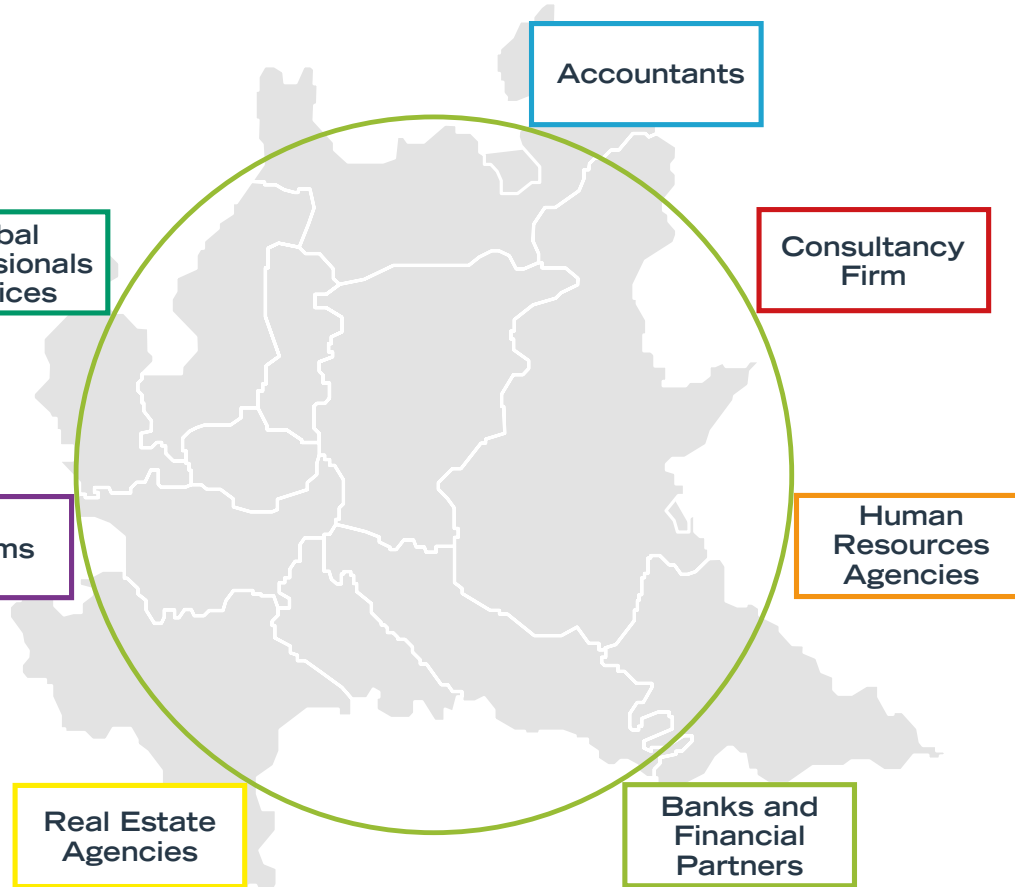 Accountants
Consultancy
Firm
Human
Resources
Agencies
Banks and
Financial
Partners
Real Estate
Agencies